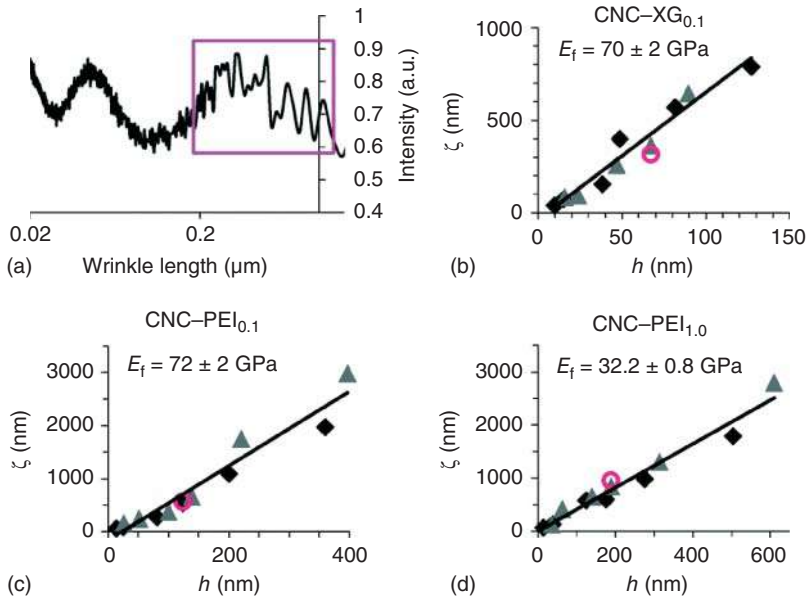 1
0.9
0.8
0.7
0.6
0.5
0.4
Intensity (a.u.)
0.02
0.2
Wrinkle length (μm)
(a)
CNC–XG0.1
Ef = 70 ± 2 GPa
1000
500
0
ζ (nm)
0
50
100
150
h (nm)
(b)
CNC–PEI0.1
Ef = 72 ± 2 GPa
3000
2000
1000
0
ζ (nm)
0
200
400
h (nm)
(c)
CNC–PEI1.0
Ef = 32.2 ± 0.8 GPa
3000
2000
1000
0
ζ (nm)
0
200
400
600
h (nm)
(d)